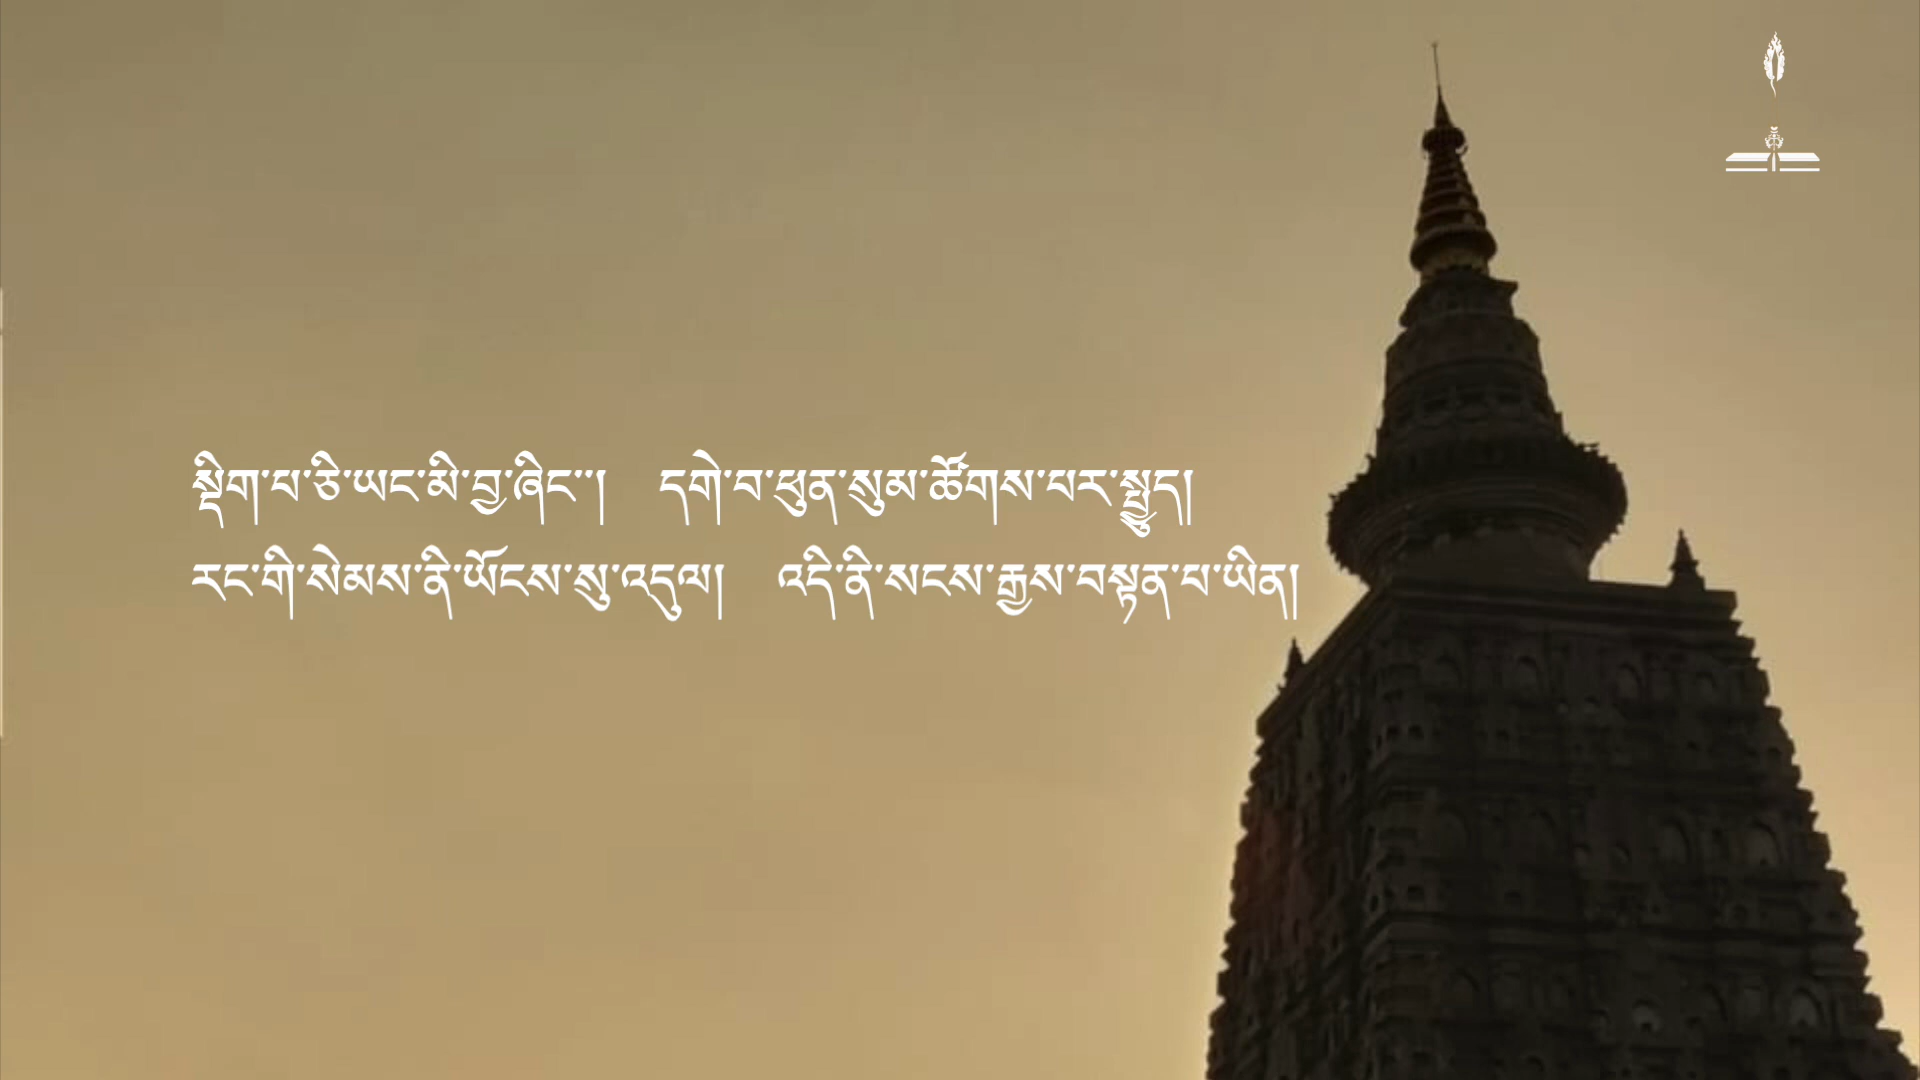 སྡིག་པ་ཅི་ཡང་མི་བྱ་ཞིང་་།  དགེ་བ་ཕུན་སུམ་ཚོགས་པར་སྤྱད།
རང་གི་སེམས་ནི་ཡོངས་སུ་འདུལ།  འདི་ནི་སངས་རྒྱས་བསྟན་པ་ཡིན།